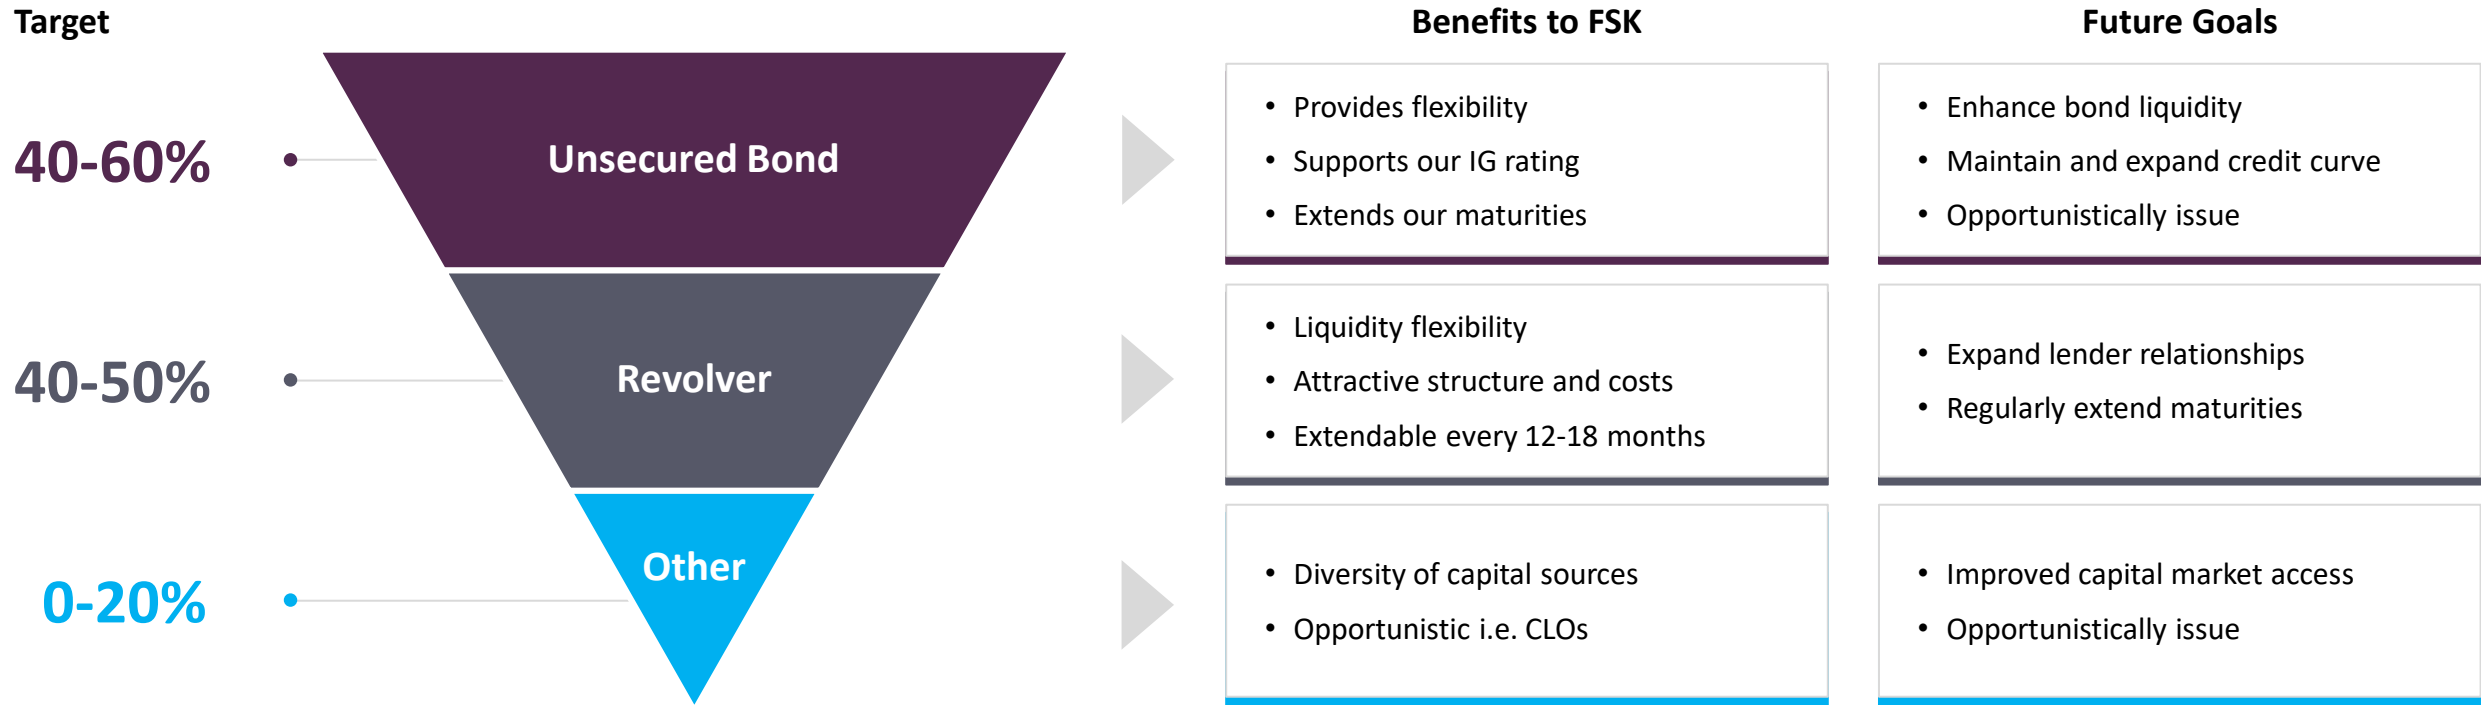 Target
Benefits to FSK
Future Goals
40-60%
Unsecured Bond
• Provides flexibility
• Supports our IG rating
• Extends our maturities
• Enhance bond liquidity
• Maintain and expand credit curve
• Opportunistically issue
40-50%
Revolver
• Liquidity flexibility
• Attractive structure and costs
• Extendable every 12-18 months
• Expand lender relationships
• Regularly extend maturities
0-20%
Other
• Diversity of capital sources
• Opportunistic i.e. CLOs
• Improved capital market access
• Opportunistically issue